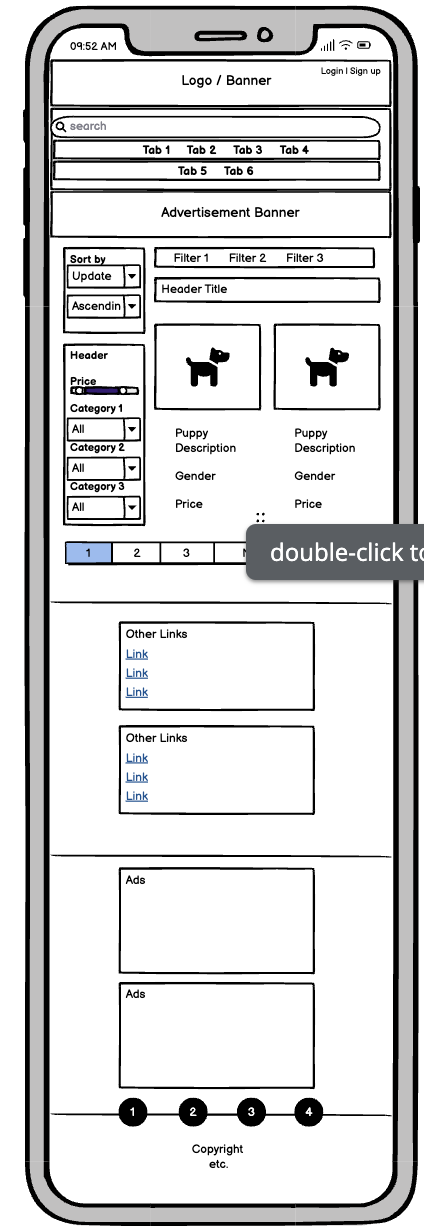 09:52 AM
Login | Sign up
Logo / Banner
search
Tab 1 Tab 2 Tab 3 Tab 4
Tab 5 Tab 6
Advertisement Banner
Sort by
Update
Ascendin
Filter 1 Filter 2 Filter 3
Header Title
Header
Price
Category 1
All
Category 2
All
Category 3
All
Puppy
Description
Gender
Price
Puppy
Description
Gender
Price
1 2 3
double-click to
Other Links
Link
Link
Link
Other Links
Link
Link
Link
Ads
Ads
1 2 3 4
Copyright
etc.